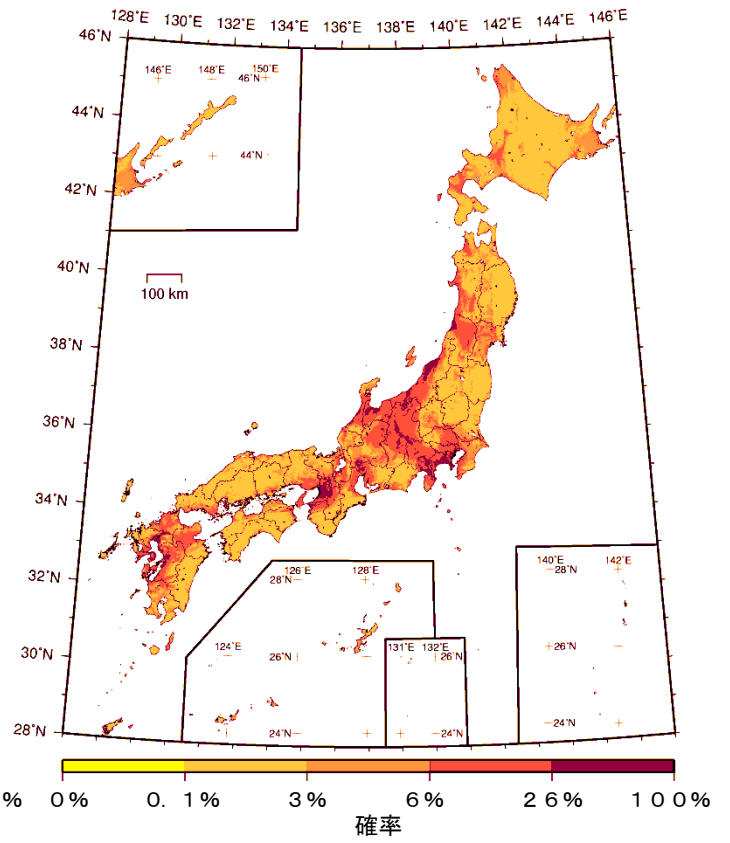 128°E 130°E 132°E 134°E 136°E 138°E 140°E 142°E 144°E 146°E
46°N
146°E 148°E 150°E
46°N
44°N
44°N
42°N
40°N
100 km
38°N
36°N
34°N
32°N
126°E 128°E
28°N
140°E 142°E
28°N
30°N
124°E
26°N
131°E 132°E
26°N
26°N
28°N
24°N
24°N
24°N
% 0% 0.1% 3% 6% 26% 100%
確率